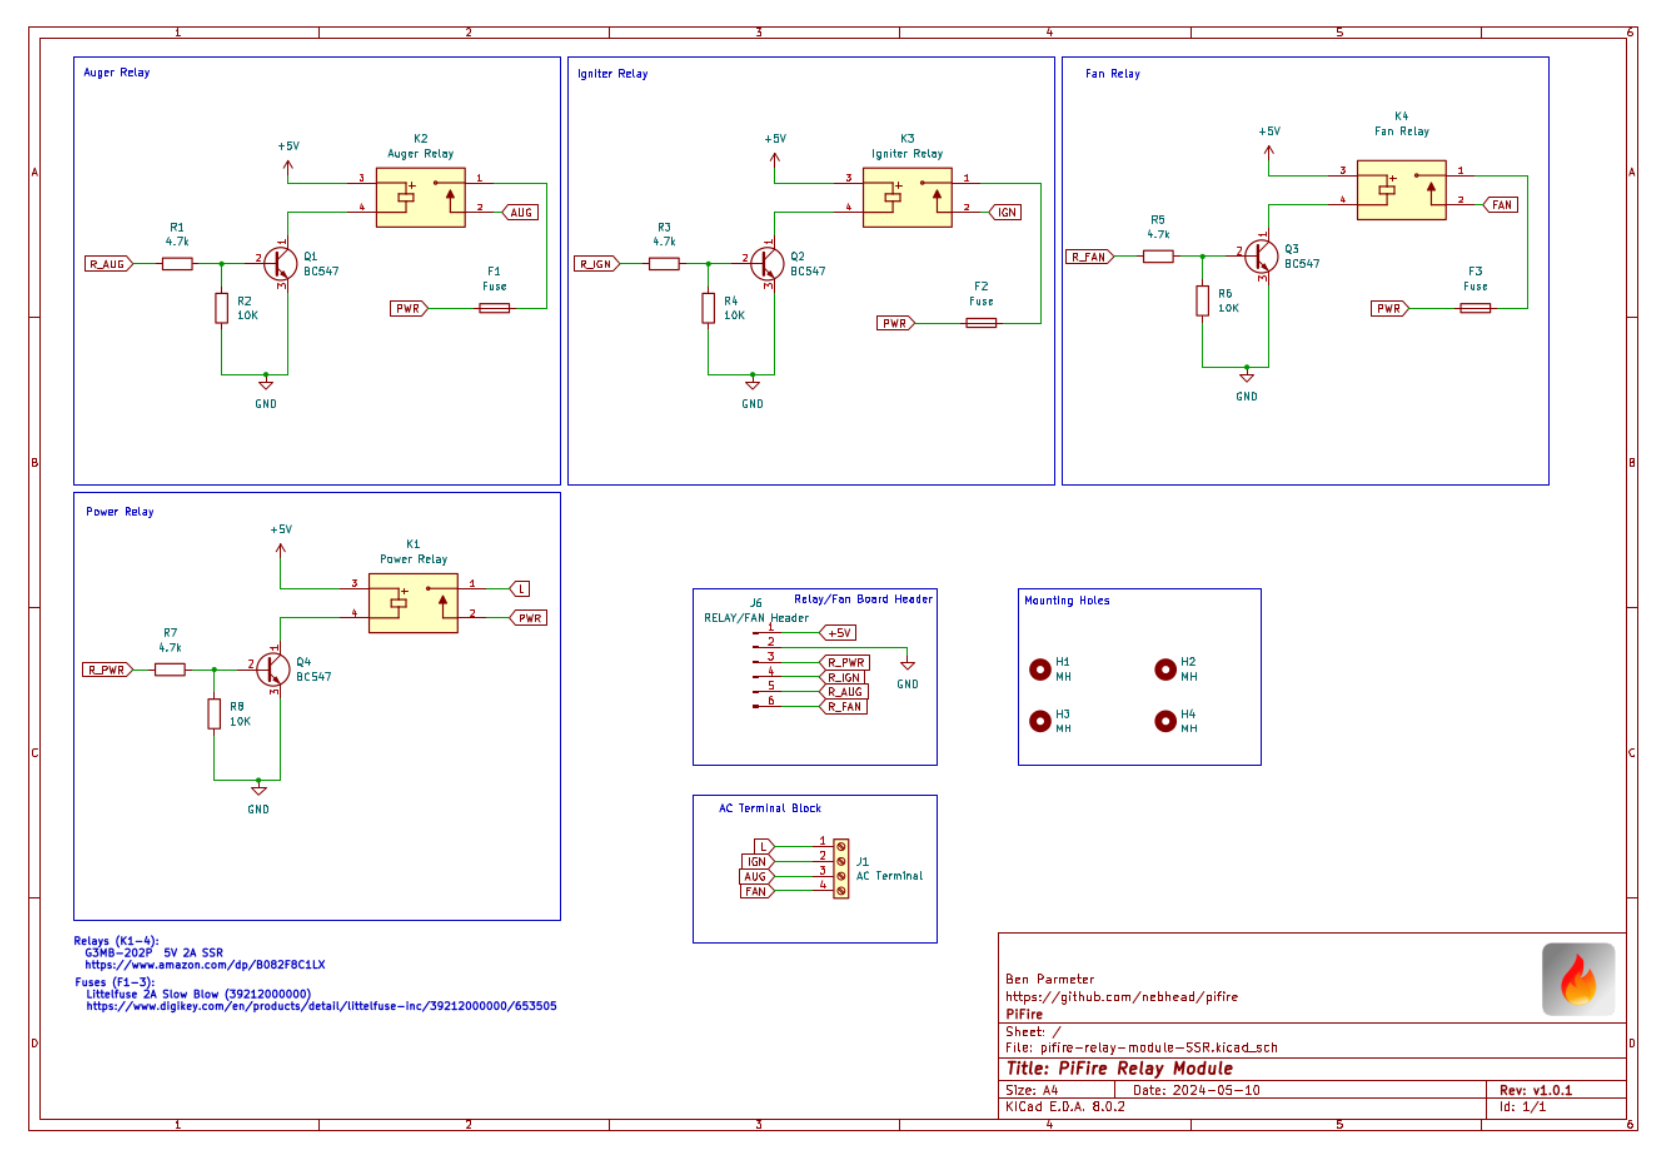 1 2 3 4 5 6
A
B
C
D
A
B
C
D
Auger Relay
+5V
K2
Auger Relay
3
4
1
2
AUG
R1
4.7k
R_AUG
2
1
3
Q1
BC547
R2
10K
F1
Fuse
PWR
GND
Igniter Relay
+5V
K3
Igniter Relay
3
4
1
2
IGN
R3
4.7k
R_IGN
2
1
3
Q2
BC547
R4
10K
F2
Fuse
PWR
GND
Fan Relay
+5V
K4
Fan Relay
3
4
1
2
FAN
R5
4.7k
R_FAN
2
1
3
Q3
BC547
R6
10K
F3
Fuse
PWR
GND
Power Relay
+5V
K1
Power Relay
3
4
1
2
L
PWR
R7
4.7k
R_PWR
2
1
3
Q4
BC547
R8
10K
GND
Relay/Fan Board Header
J6
RELAY/FAN Header
1 +5V
2
3 R_PWR
4 R_IGN
5 R_AUG
6 R_FAN
GND
Mounting Holes
H1
MH
H2
MH
H3
MH
H4
MH
AC Terminal Block
L 1
IGN 2
AUG 3
FAN 4
J1
AC Terminal
Relays (K1-4):
G3MB-202P 5V 2A SSR
https://www.amazon.com/dp/B082F8C1LX
Fuses (F1-3):
Littelfuse 2A Slow Blow (39212000000)
https://www.digikey.com/en/products/detail/littelfuse-inc/39212000000/653505
Ben Parmeter
https://github.com/nebhead/pifire
PiFire
Sheet: /
File: pifire-relay-module-SSR.kicad_sch
Title: PiFire Relay Module
Size: A4 Date: 2024-05-10 Rev: v1.0.1
KiCad E.D.A. 8.0.2 Id: 1/1
1 2 3 4 5 6